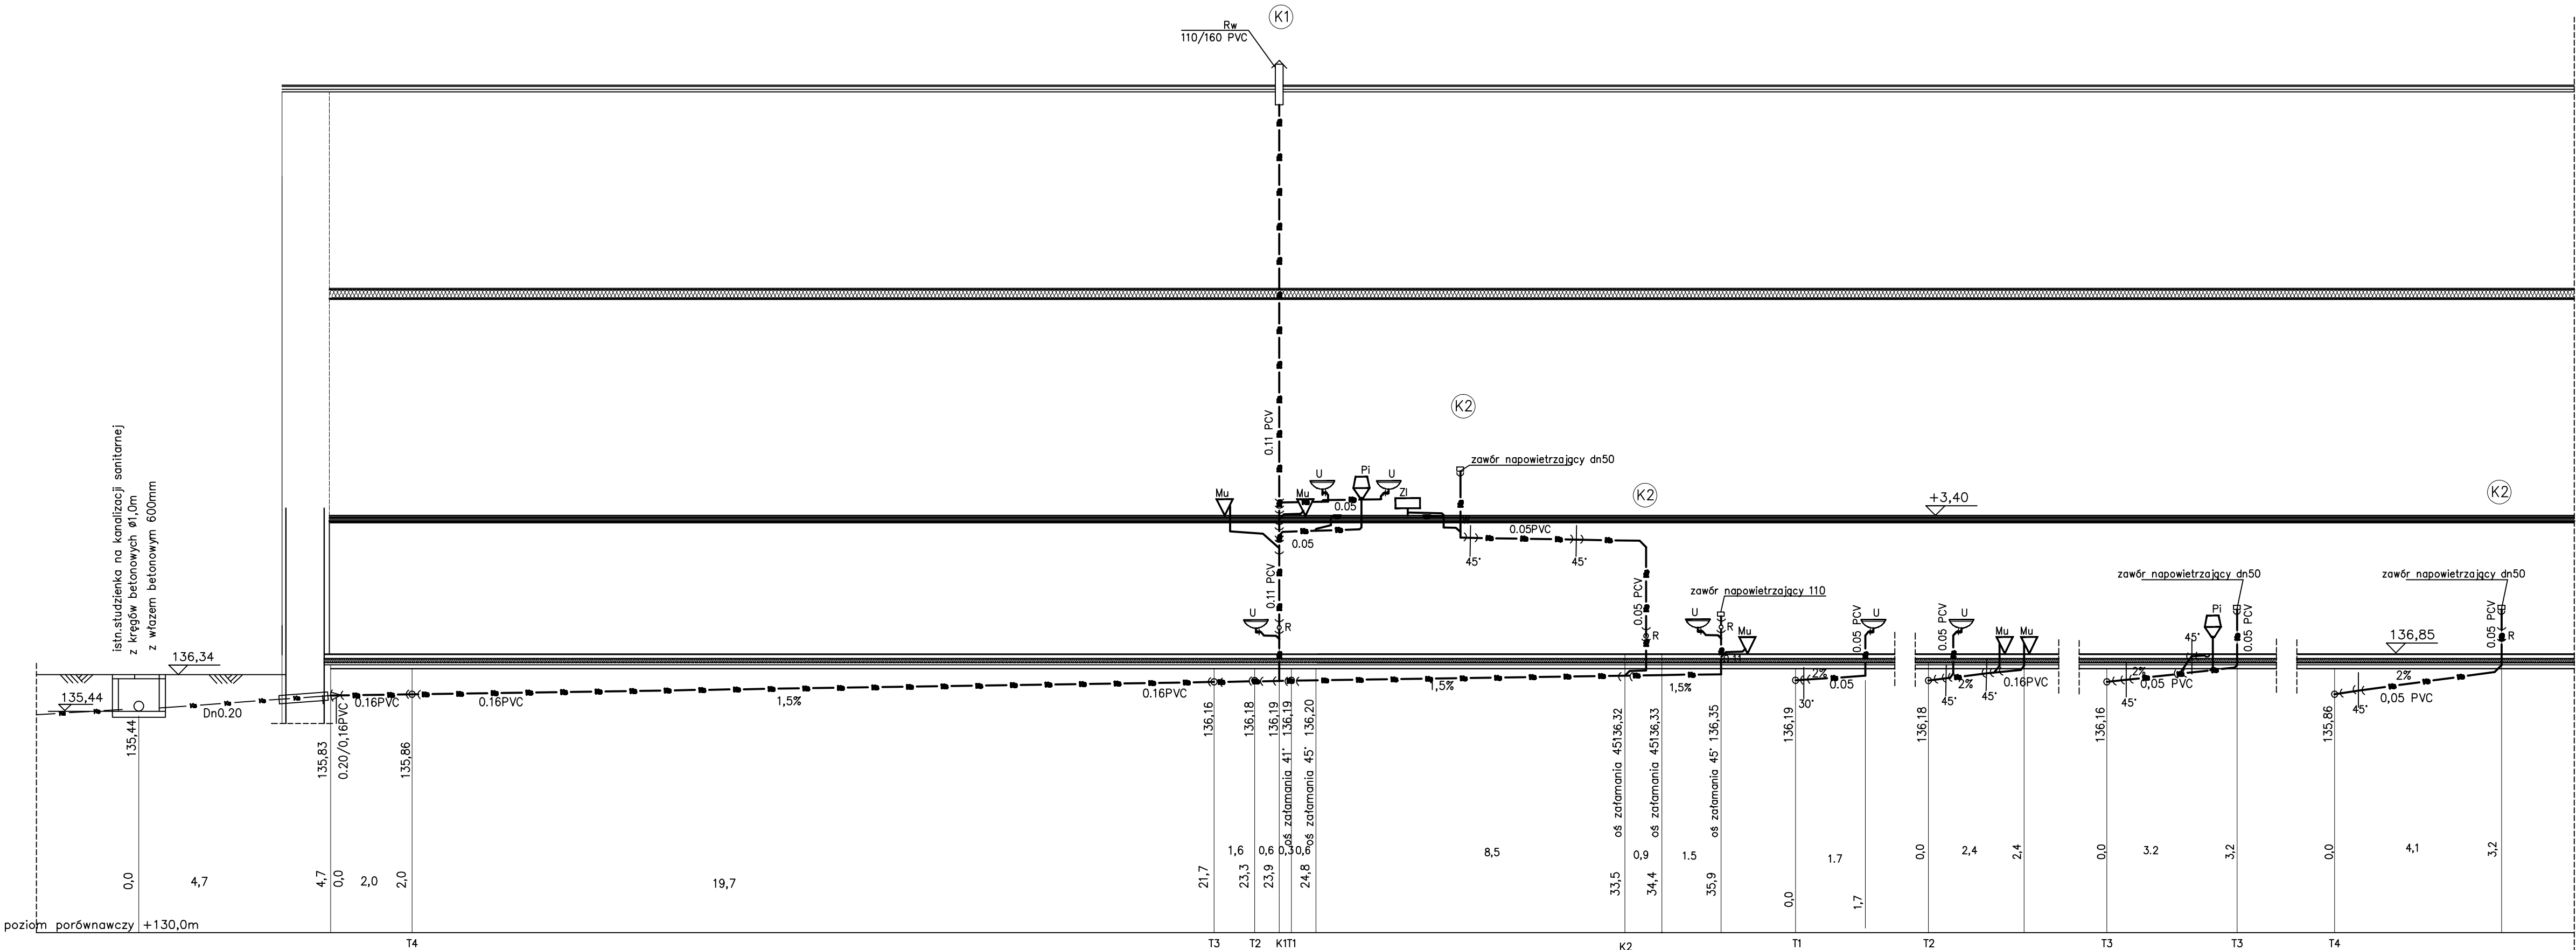 K1
Rw
110/160 PVC
0.11 PCV
K2
zawór napowietrzający dn50
Mu
Mu
U
Pi
U
Zl
0.05
0.05
0.05PVC
45°
45°
K2
+3,40
K2
istn.studzienka na kanalizacji sanitarnej
z kręgów betonowych ø1,0m
z włazem betonowym 600mm
0.11 PCV
U
R
0.05 PCV
R
zawór napowietrzający 110
U
R
Mu
0.11
0.05 PCV
U
0.05 PCV
U
Mu
Mu
zawór napowietrzający dn50
Pi
45°
0.05 PCV
zawór napowietrzający dn50
0.05 PCV
R
136,34
136,85
135,44
Dn0.20
0.16PVC
0.16PVC
1,5%
0.16PVC
1,5%
1,5%
2%
0.05
30°
45°
2%
45°
0.16PVC
2%
0,05 PVC
45°
2%
0,05 PVC
45°
135,44
135,83
0.20/0,16PVC
135,86
136,16
136,18
136,19
oś załamania 41° 136,19
oś załamania 45° 136,20
oś załamania 45°136,32
oś załamania 45°136,33
oś załamania 45° 136,35
136,19
136,18
136,16
135,86
1,6
0,6
0,3
0,6
8,5
0,9
1.5
1.7
2,4
3.2
4,1
0,0
4,7
4,7
0,0
2,0
2,0
19,7
21,7
23,3
23,9
24,8
33,5
34,4
35,9
0,0
1,7
0,0
2,4
0,0
3,2
0,0
3,2
poziom porównawczy +130,0m
T4
T3
T2
K1T1
K2
T1
T2
T3
T3
T4